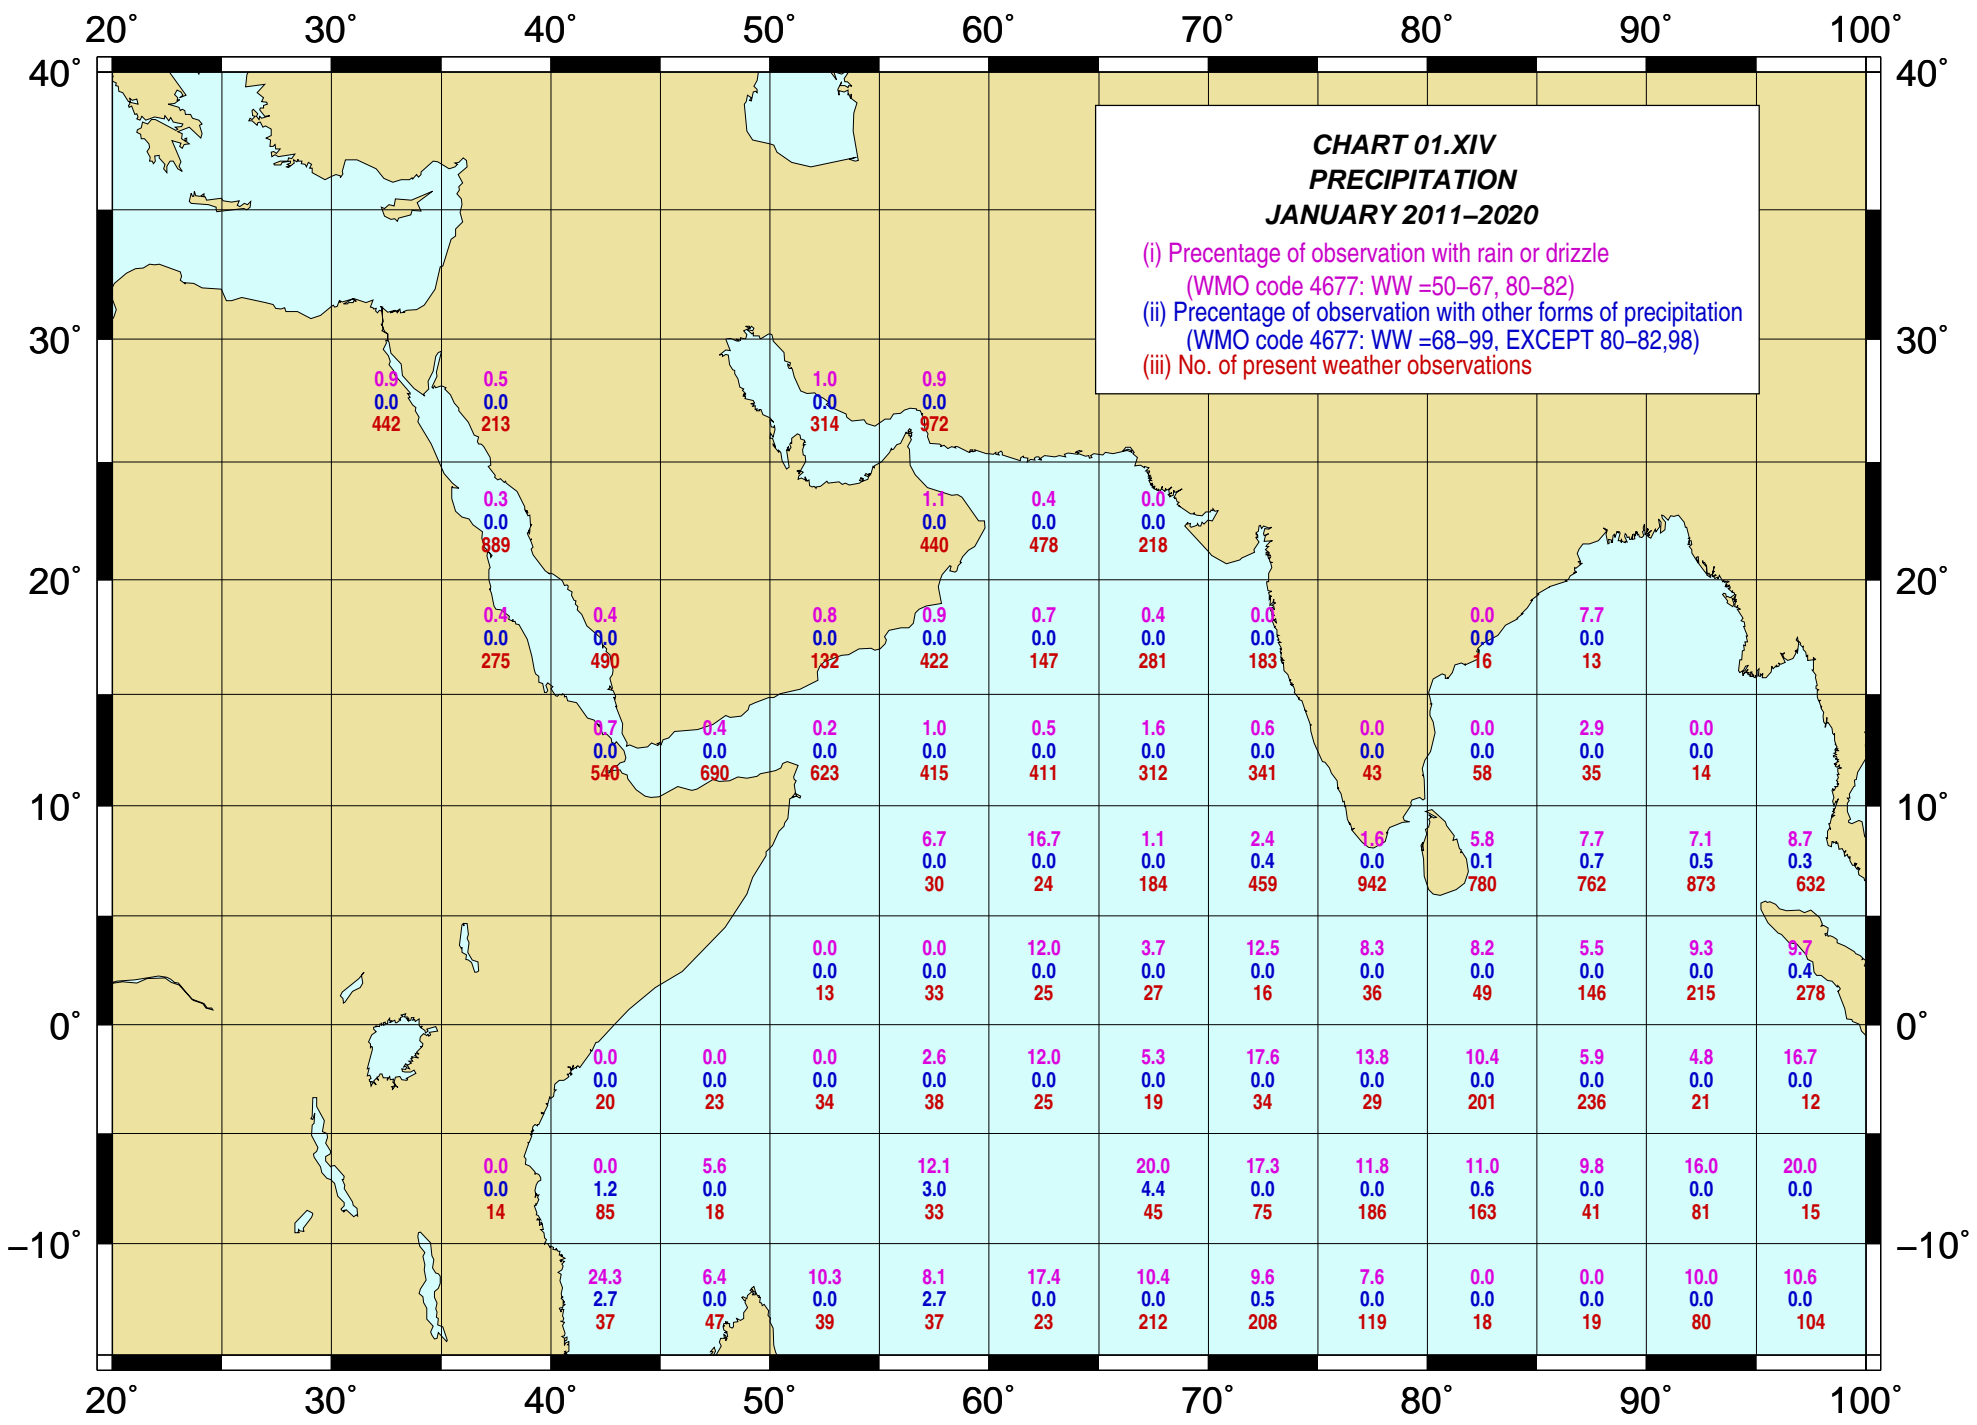 20˚ 30˚ 40˚ 50˚ 60˚ 70˚ 80˚ 90˚ 100˚
40˚ 40˚
CHART 01.XIV
PRECIPITATION
JANUARY 2011–2020
(i) Precentage of observation with rain or drizzle
(WMO code 4677: WW =50–67, 80–82)
(ii) Precentage of observation with other forms of precipitation
(WMO code 4677: WW =68–99, EXCEPT 80–82,98)
(iii) No. of present weather observations
30˚ 30˚
0.9 0.5 1.0 0.9
0.0 0.0 0.0 0.0
442 213 314 972
0.3 1.1 0.4 0.0
0.0 0.0 0.0 0.0
889 440 478 218
20˚ 20˚
0.4 0.4 0.8 0.9 0.7 0.4 0.0 0.0 7.7
0.0 0.0 0.0 0.0 0.0 0.0 0.0 0.0 0.0
275 490 132 422 147 281 183 16 13
0.7 0.4 0.2 1.0 0.5 1.6 0.6 0.0 0.0 2.9 0.0
0.0 0.0 0.0 0.0 0.0 0.0 0.0 0.0 0.0 0.0 0.0
540 690 623 415 411 312 341 43 58 35 14
10˚ 10˚
6.7 16.7 1.1 2.4 1.6 5.8 7.7 7.1 8.7
0.0 0.0 0.0 0.4 0.0 0.1 0.7 0.5 0.3
30 24 184 459 942 780 762 873 632
0.0 0.0 12.0 3.7 12.5 8.3 8.2 5.5 9.3 9.7
0.0 0.0 0.0 0.0 0.0 0.0 0.0 0.0 0.0 0.4
13 33 25 27 16 36 49 146 215 278
0˚ 0˚
0.0 0.0 0.0 2.6 12.0 5.3 17.6 13.8 10.4 5.9 4.8 16.7
0.0 0.0 0.0 0.0 0.0 0.0 0.0 0.0 0.0 0.0 0.0 0.0
20 23 34 38 25 19 34 29 201 236 21 12
0.0 0.0 5.6 12.1 20.0 17.3 11.8 11.0 9.8 16.0 20.0
0.0 1.2 0.0 3.0 4.4 0.0 0.0 0.6 0.0 0.0 0.0
14 85 18 33 45 75 186 163 41 81 15
–10˚ –10˚
24.3 6.4 10.3 8.1 17.4 10.4 9.6 7.6 0.0 0.0 10.0 10.6
2.7 0.0 0.0 2.7 0.0 0.0 0.5 0.0 0.0 0.0 0.0 0.0
37 47 39 37 23 212 208 119 18 19 80 104
20˚ 30˚ 40˚ 50˚ 60˚ 70˚ 80˚ 90˚ 100˚